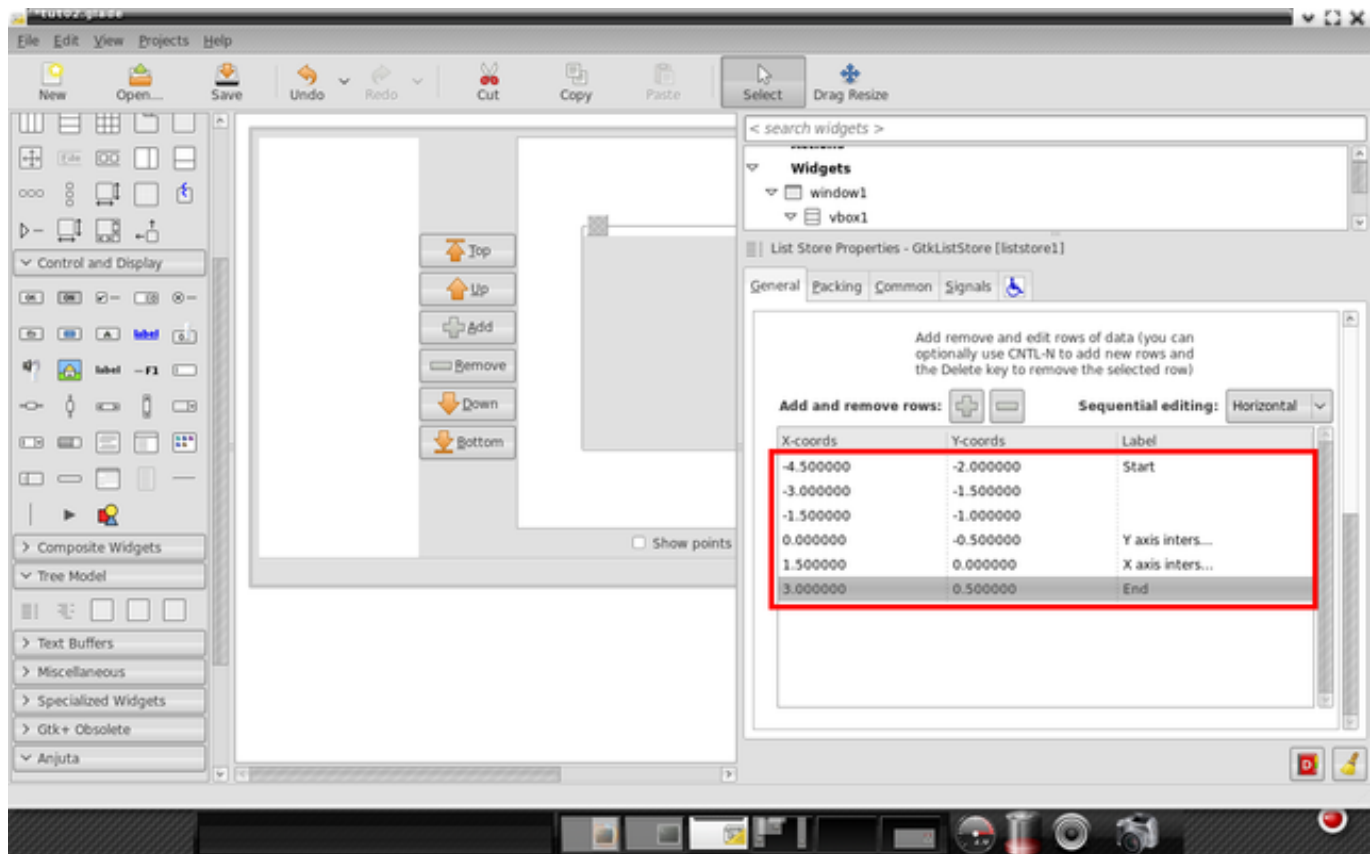 *tuto2.glade
File Edit View Projects Help
New Open... Save Undo Redo Cut Copy Paste Select Drag Resize
< search widgets >
Widgets
window1
vbox1
List Store Properties - GtkListStore [liststore1]
General Packing Common Signals
Add remove and edit rows of data (you can
optionally use CNTL-N to add new rows and
the Delete key to remove the selected row)
Add and remove rows: Sequential editing: Horizontal
X-coords Y-coords Label
-4.500000 -2.000000 Start
-3.000000 -1.500000
-1.500000 -1.000000
0.000000 -0.500000 Y axis inters...
1.500000 0.000000 X axis inters...
3.000000 0.500000 End
Top
Up
Add
Remove
Down
Bottom
Show points
Control and Display
label
label
Composite Widgets
Tree Model
Text Buffers
Miscellaneous
Specialized Widgets
Gtk+ Obsolete
Anjuta